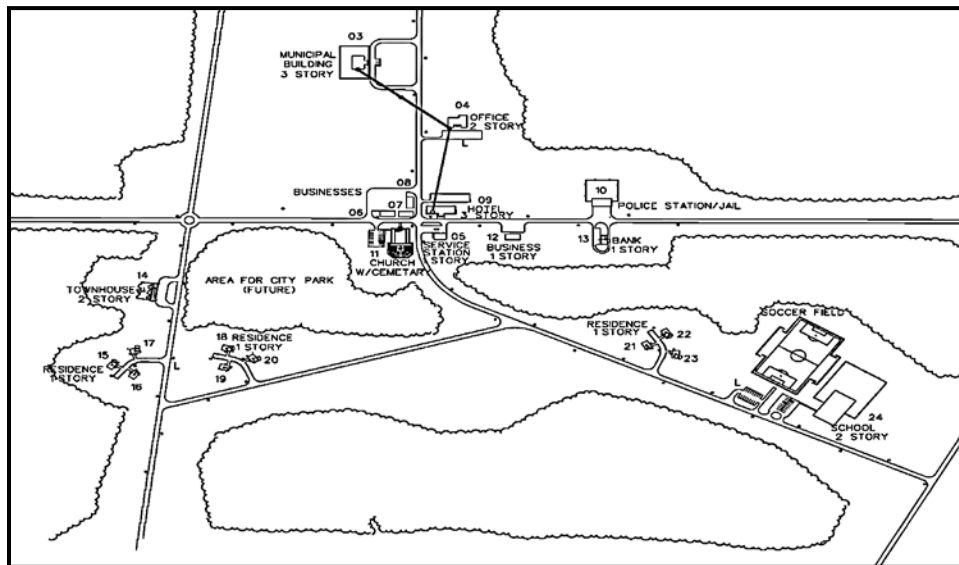 03
MUNICIPAL
BUILDING
3 STORY
04
OFFICE
2 STORY
L
BUSINESSES
08
09
06
07
HOTEL
3 STORY
10
POLICE STATION/JAIL
05
SERVICE
STATION
STORY
11
CHURCH
W/CEMETAR
12
BUSINESS
1 STORY
13
BANK
1 STORY
14
TOWNHOUSE
2 STORY
AREA FOR CITY PARK
(FUTURE)
SOCCER FIELD
15
17
RESIDENCE
1 STORY
16
L
18
RESIDENCE
1 STORY
19
20
RESIDENCE
1 STORY
22
21
23
L
24
SCHOOL
2 STORY